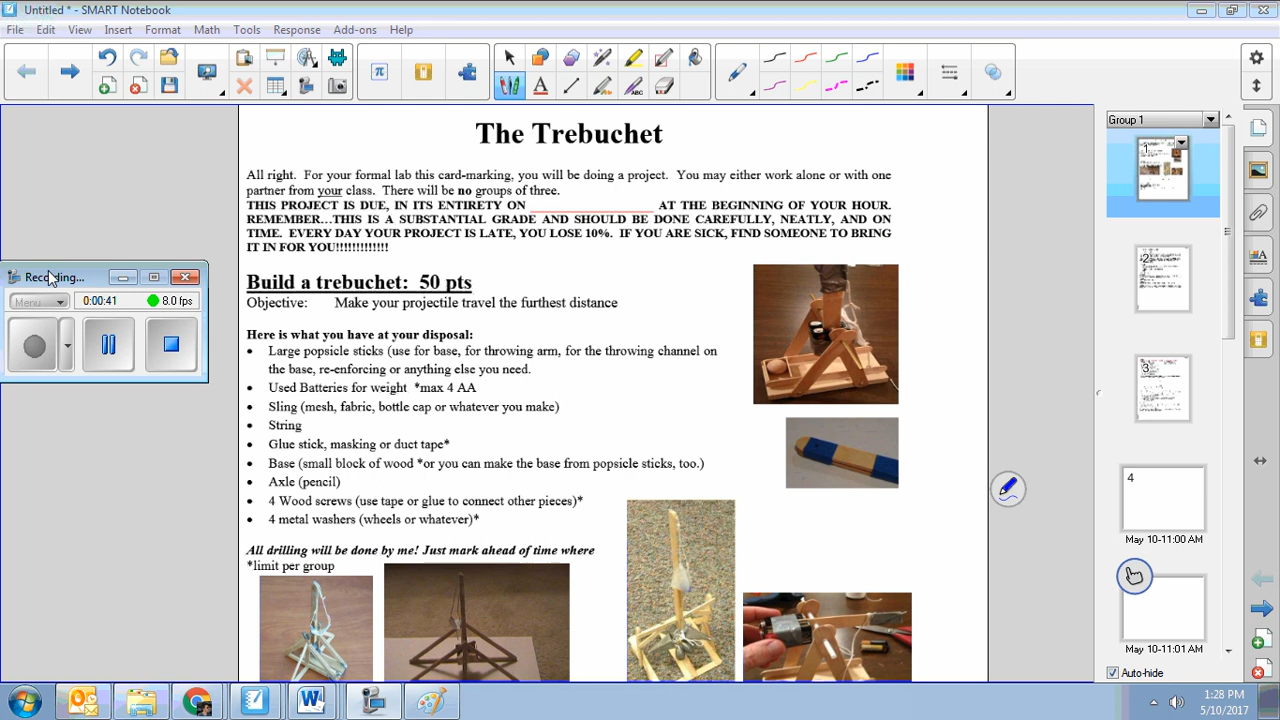 Untitled * - SMART Notebook
File Edit View Insert Format Math Tools Response Add-ons Help
The Trebuchet
All right. For your formal lab this card-marking, you will be doing a project. You may either work alone or with one
partner from your class. There will be no groups of three.
THIS PROJECT IS DUE, IN ITS ENTIRETY ON AT THE BEGINNING OF YOUR HOUR.
REMEMBER…THIS IS A SUBSTANTIAL GRADE AND SHOULD BE DONE CAREFULLY, NEATLY, AND ON
TIME. EVERY DAY YOUR PROJECT IS LATE, YOU LOSE 10%. IF YOU ARE SICK, FIND SOMEONE TO BRING
IT IN FOR YOU!!!!!!!!!!!!!
Build a trebuchet: 50 pts
Objective: Make your projectile travel the furthest distance
Here is what you have at your disposal:
• Large popsicle sticks (use for base, for throwing arm, for the throwing channel on
the base, re-enforcing or anything else you need.
• Used Batteries for weight *max 4 AA
• Sling (mesh, fabric, bottle cap or whatever you make)
• String
• Glue stick, masking or duct tape*
• Base (small block of wood *or you can make the base from popsicle sticks, too.)
• Axle (pencil)
• 4 Wood screws (use tape or glue to connect other pieces)*
• 4 metal washers (wheels or whatever)*
All drilling will be done by me! Just mark ahead of time where
*limit per group
Recording...
Menu 0:00:41 8.0 fps
Group 1
1
2
3
4
May 10-11:00 AM
May 10-11:01 AM
Auto-hide
1:28 PM
5/10/2017